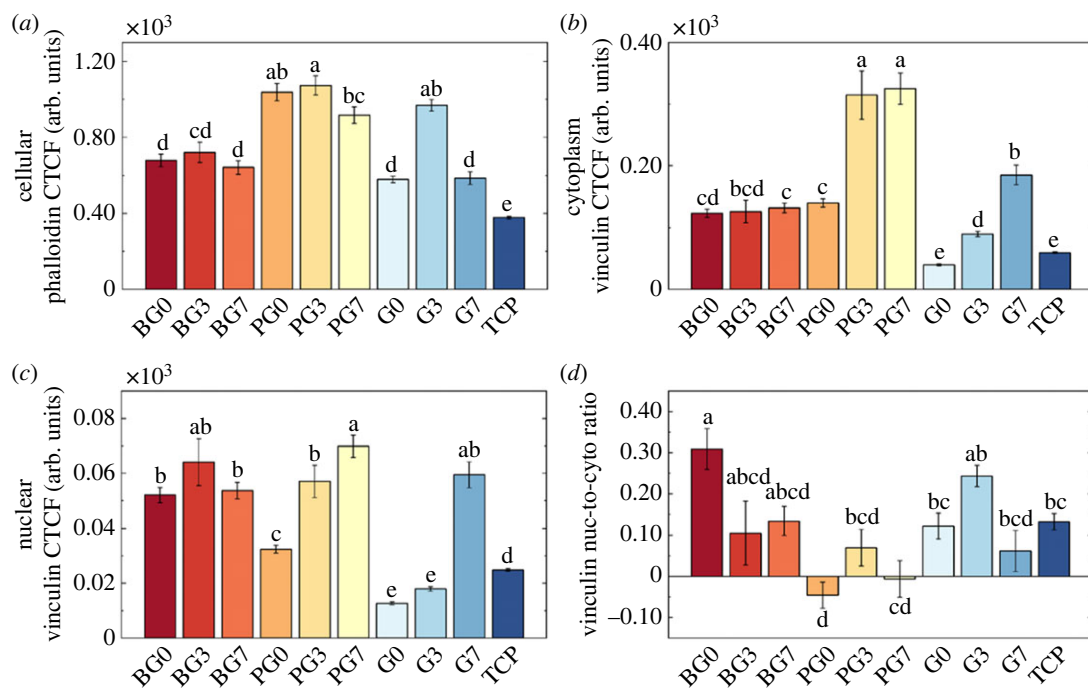 (a) ×10³
cellular
phalloidin CTCF (arb. units)
1.20
0.80
0.40
0
d cd d ab a bc d ab d e
BG0 BG3 BG7 PG0 PG3 PG7 G0 G3 G7 TCP
(b) ×10³
cytoplasm
vinculin CTCF (arb. units)
0.40
0.20
0
cd bcd c c a a e d b e
BG0 BG3 BG7 PG0 PG3 PG7 G0 G3 G7 TCP
(c) ×10³
nuclear
vinculin CTCF (arb. units)
0.08
0.06
0.04
0.02
0
b ab b c b a e e ab d
BG0 BG3 BG7 PG0 PG3 PG7 G0 G3 G7 TCP
(d)
vinculin nuc-to-cyto ratio
0.40
0.30
0.20
0.10
0
–0.10
a abcd abcd d bcd cd bc ab bcd bc
BG0 BG3 BG7 PG0 PG3 PG7 G0 G3 G7 TCP